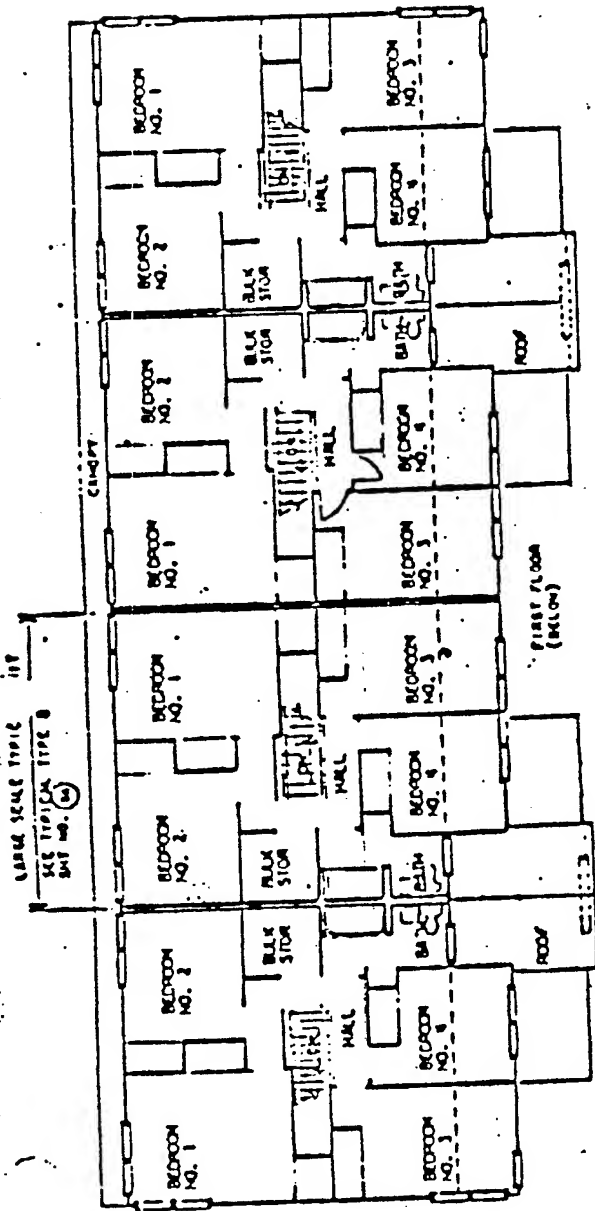 LARGE SCALE TYPIC
SEE TYPICAL TYPE B
CANOPY
BEDROOM
NO. 1
BEDROOM
NO. 2
BEDROOM
NO. 2
BEDROOM
NO. 1
BEDROOM
NO. 1
BEDROOM
NO. 2
BEDROOM
NO. 2
BEDROOM
NO. 1
BULK
STOR
BULK
STOR
BULK
STOR
BULK
STOR
DN
HALL
HALL
DN
HALL
HALL
BATH
BATH
BATH
BEDROOM
NO. 3
BEDROOM
NO. 4
BEDROOM
NO. 4
BEDROOM
NO. 3
BEDROOM
NO. 3
BEDROOM
NO. 4
BEDROOM
NO. 4
BEDROOM
NO. 3
ROOF
FIRST FLOOR
(BELOW)
ROOF